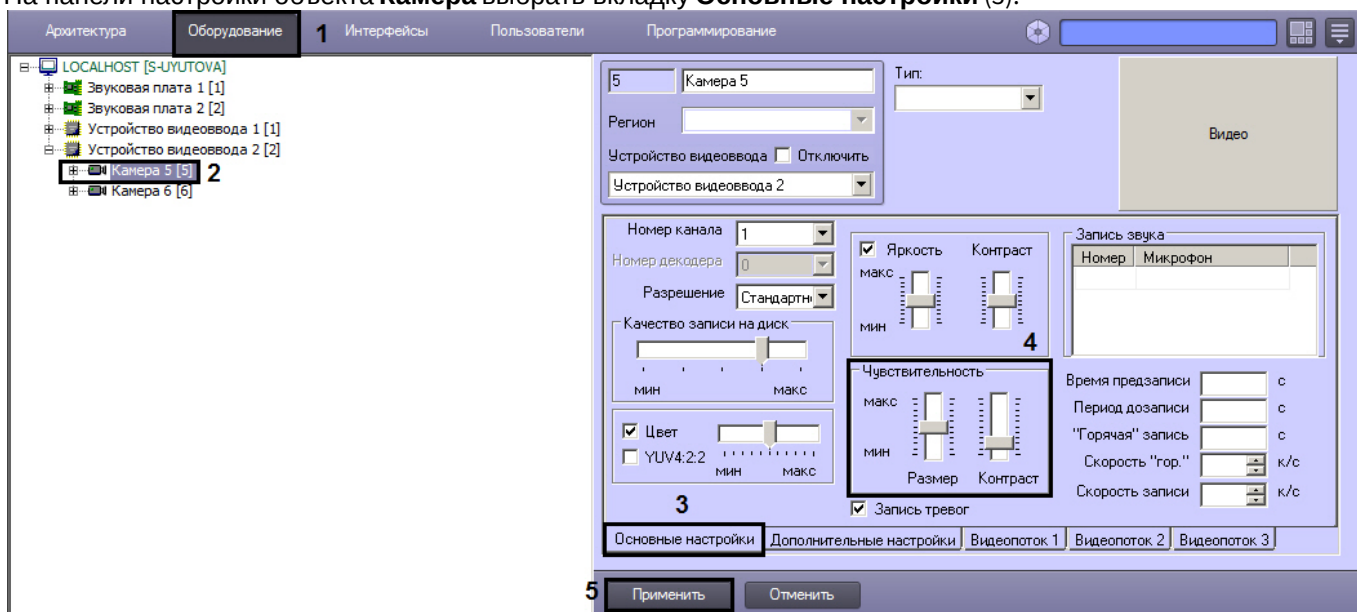 На панели настройки объекта Камера выбрать вкладку Основные настройки (3).
Архитектура Оборудование 1 Интерфейсы Пользователи Программирование
LOCALHOST [S-UYUTOVA]
Звуковая плата 1 [1]
Звуковая плата 2 [2]
Устройство видеоввода 1 [1]
Устройство видеоввода 2 [2]
Камера 5 [5] 2
Камера 6 [6]
5 Камера 5
Регион
Устройство видеоввода Отключить
Устройство видеоввода 2
Тип:
Видео
Номер канала 1
Номер декодера 0
Разрешение Стандартн
Качество записи на диск
мин макс
Цвет
YUV4:2:2
мин макс
3
Яркость Контраст
макс
мин
4
Чувствительность
макс
мин
Размер Контраст
Запись тревог
Запись звука
Номер Микрофон
Время предзаписи с
Период дозаписи с
"Горячая" запись с
Скорость "гор." к/с
Скорость записи к/с
Основные настройки Дополнительные настройки Видеопоток 1 Видеопоток 2 Видеопоток 3
5 Применить Отменить